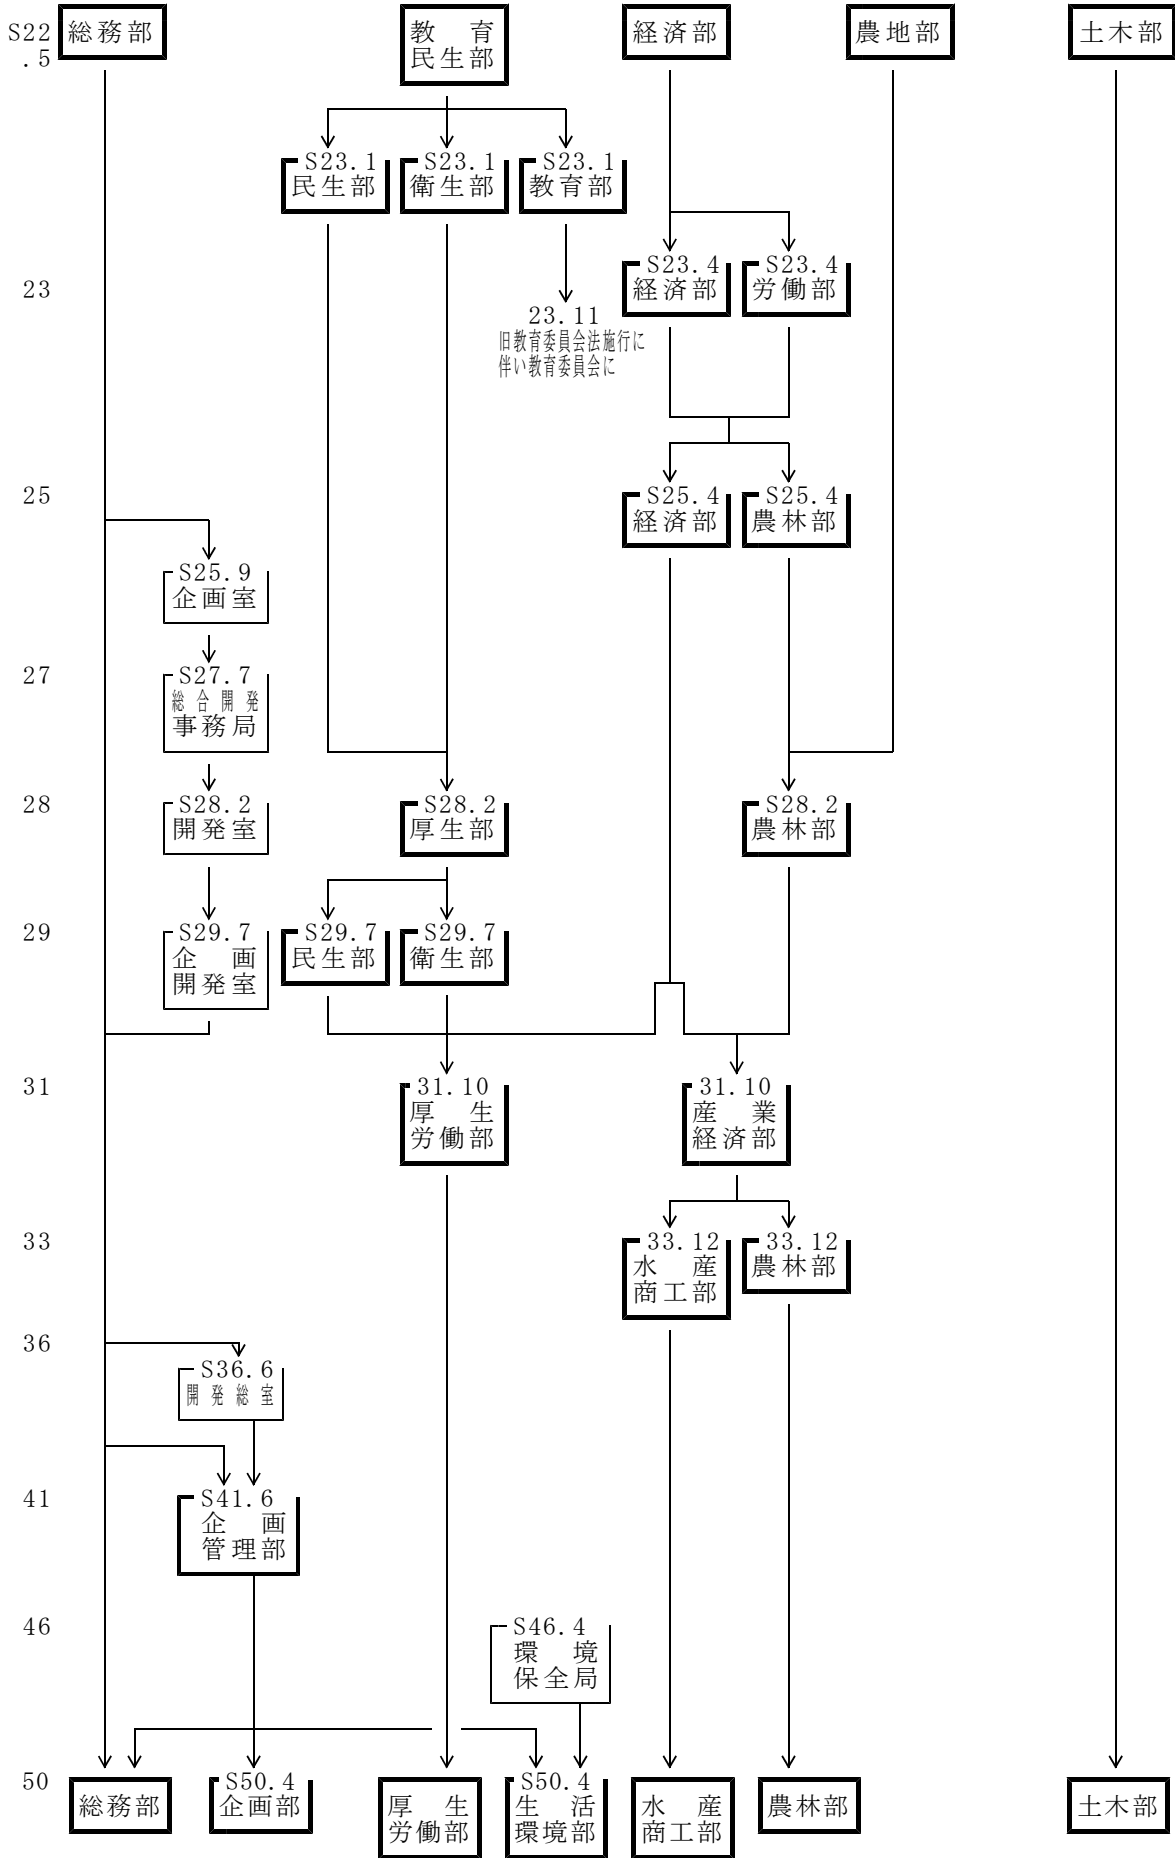 S22
.5
総務部
教　育
民生部
経済部
農地部
土木部
S23.1
民生部
S23.1
衛生部
S23.1
教育部
23
S23.4
経済部
S23.4
労働部
23.11
旧教育委員会法施行に
伴い教育委員会に
25
S25.4
経済部
S25.4
農林部
S25.9
企画室
27
S27.7
総合開発
事務局
28
S28.2
開発室
S28.2
厚生部
S28.2
農林部
29
S29.7
企　画
開発室
S29.7
民生部
S29.7
衛生部
31
31.10
厚　生
労働部
31.10
産　業
経済部
33
33.12
水　産
商工部
33.12
農林部
36
S36.6
開発総室
41
S41.6
企　画
管理部
46
S46.4
環　境
保全局
50
総務部
S50.4
企画部
厚　生
労働部
S50.4
生　活
環境部
水　産
商工部
農林部
土木部